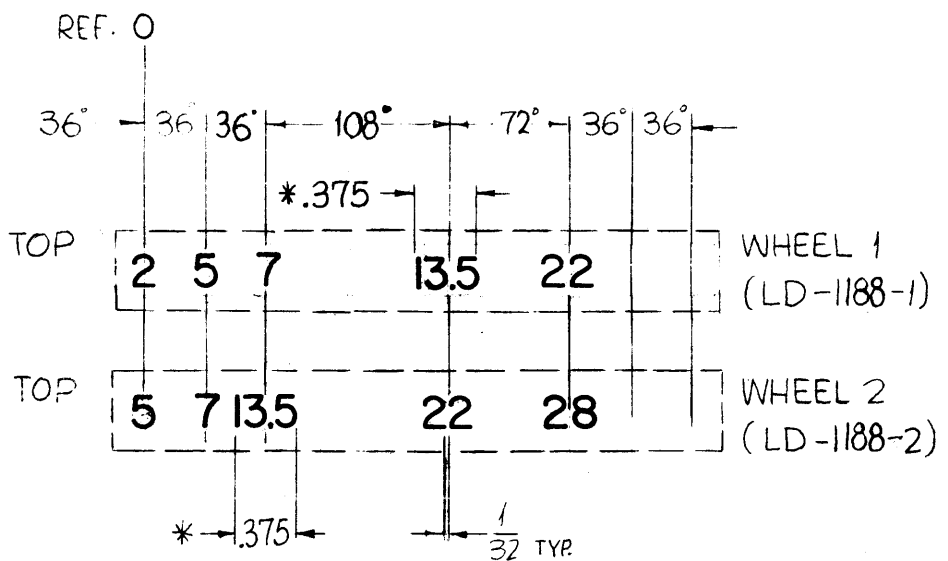 REF. O
36° 36° 36° 108° 72° 36° 36°
*.375
TOP 2 5 7 13.5 22 WHEEL 1
(LD-1188-1)
TOP 5 7 13.5 22 28 WHEEL 2
(LD-1188-2)
* .375 1/32 TYP.